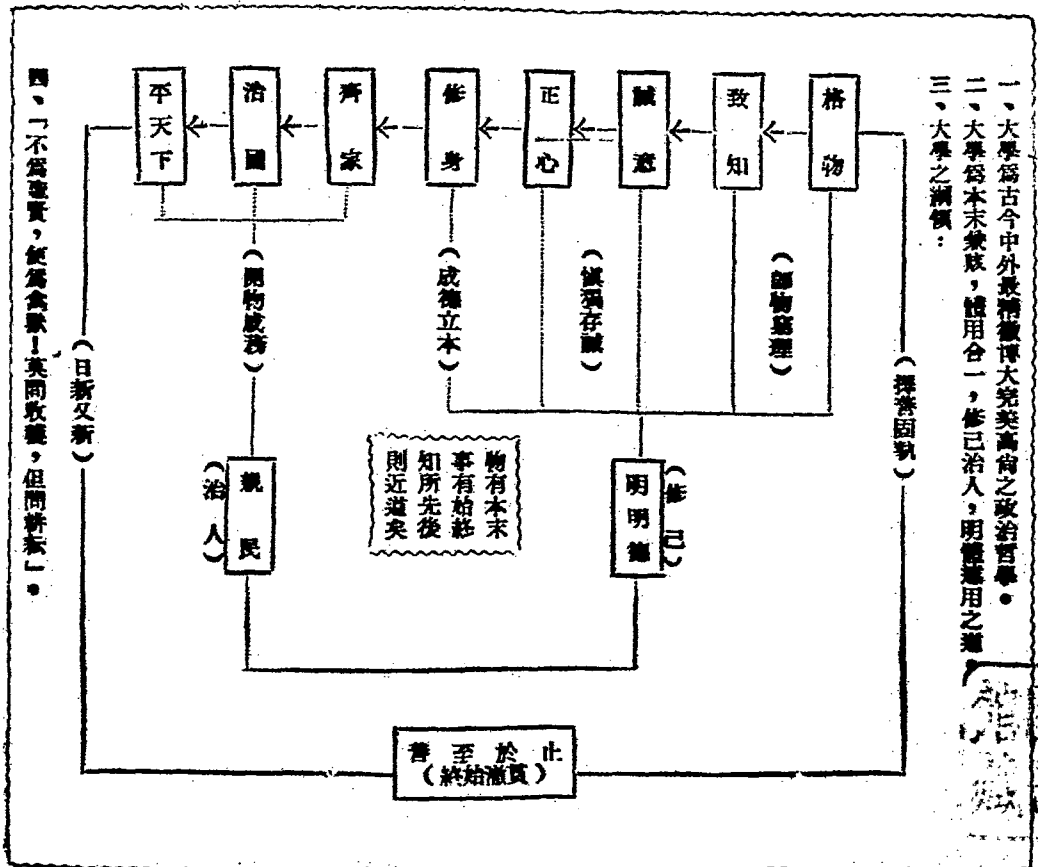 一、大學爲古今中外最精微博大完美高尙之政治哲學。
二、大學爲本末兼賅，體用合一，修己治人，明體達用之道。
三、大學之綱領：
格物
致知
誠意
正心
修身
齊家
治國
平天下
（擇善固執）
（卽物窮理）
（愼獨存誠）
（成德立本）
（開物成務）
（日新又新）
（修己）
明明德
物有本末
事有始終
知所先後
則近道矣
親民
（治人）
止於至善
（貫澈始終）
四、「不爲聖賢，便爲禽獸！莫問收穫，但問耕耘」。